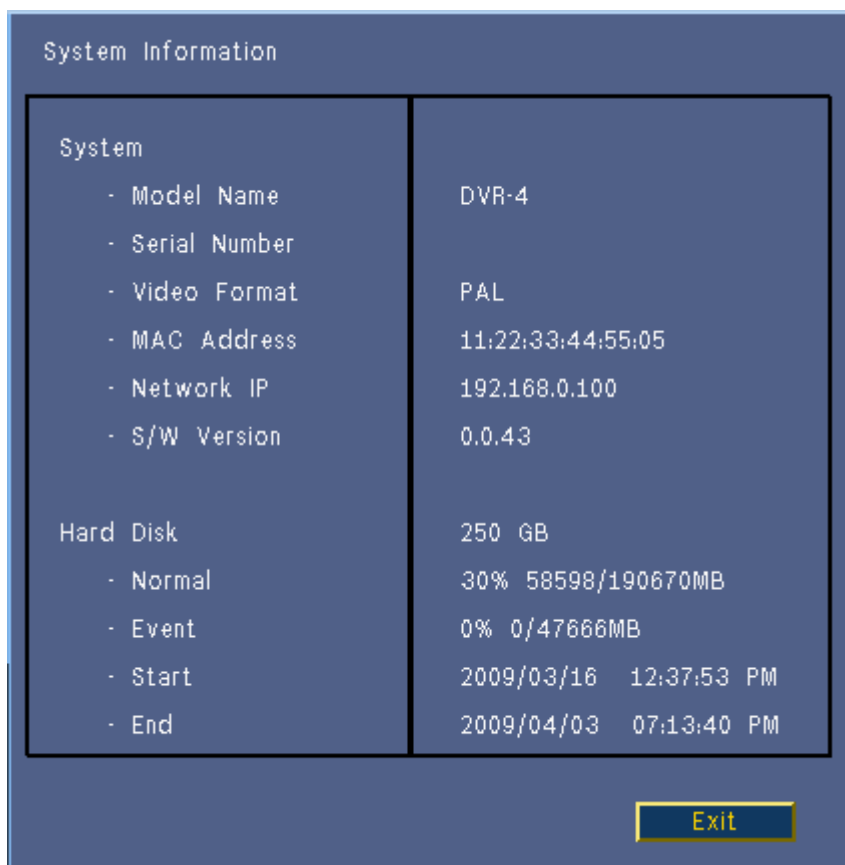 System Information
System
- Model Name DVR-4
- Serial Number
- Video Format PAL
- MAC Address 11:22:33:44:55:05
- Network IP 192.168.0.100
- S/W Version 0.0.43
Hard Disk 250 GB
- Normal 30% 58598/190670MB
- Event 0% 0/47666MB
- Start 2009/03/16 12:37:53 PM
- End 2009/04/03 07:13:40 PM
Exit